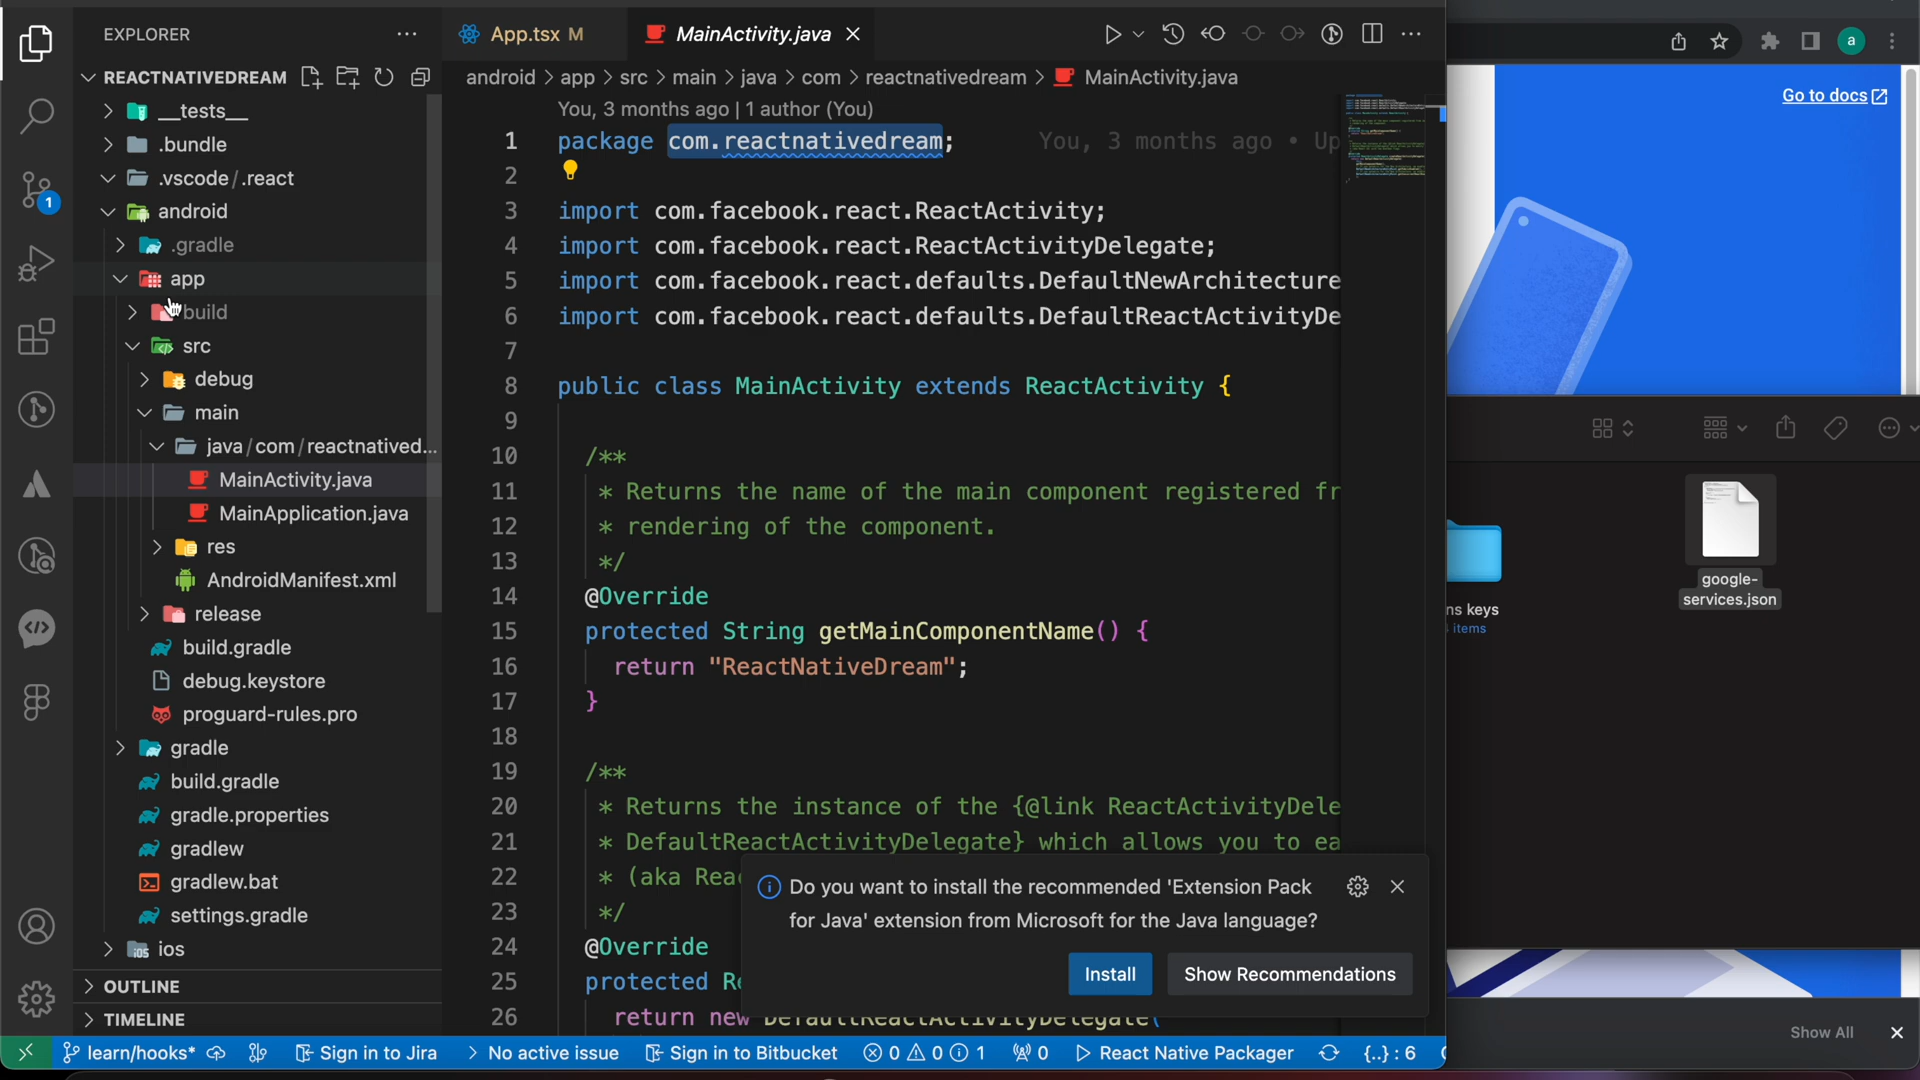 EXPLORER
REACTNATIVEDREAM
__tests__
.bundle
.vscode / .react
android
.gradle
app
build
src
debug
main
java / com / reactnatived...
MainActivity.java
MainApplication.java
res
AndroidManifest.xml
release
build.gradle
debug.keystore
proguard-rules.pro
gradle
build.gradle
gradle.properties
gradlew
gradlew.bat
settings.gradle
ios
OUTLINE
TIMELINE
1
App.tsx M
MainActivity.java
android > app > src > main > java > com > reactnativedream > MainActivity.java
You, 3 months ago | 1 author (You)
1 package com.reactnativedream; You, 3 months ago • Up
2
3 import com.facebook.react.ReactActivity;
4 import com.facebook.react.ReactActivityDelegate;
5 import com.facebook.react.defaults.DefaultNewArchitecture
6 import com.facebook.react.defaults.DefaultReactActivityDe
7
8 public class MainActivity extends ReactActivity {
9
10 /**
11 * Returns the name of the main component registered fr
12 * rendering of the component.
13 */
14 @Override
15 protected String getMainComponentName() {
16 return "ReactNativeDream";
17 }
18
19 /**
20 * Returns the instance of the {@link ReactActivityDele
21 * DefaultReactActivityDelegate} which allows you to ea
22 * (aka Reac
23 */
24 @Override
25 protected Re
26 return new DefaultReactActivityDelegate(
Do you want to install the recommended 'Extension Pack
for Java' extension from Microsoft for the Java language?
Install
Show Recommendations
learn/hooks*
Sign in to Jira
No active issue
Sign in to Bitbucket
0 0 1
0
React Native Packager
{..} : 6
a
Go to docs
ns keys
items
google-
services.json
Show All